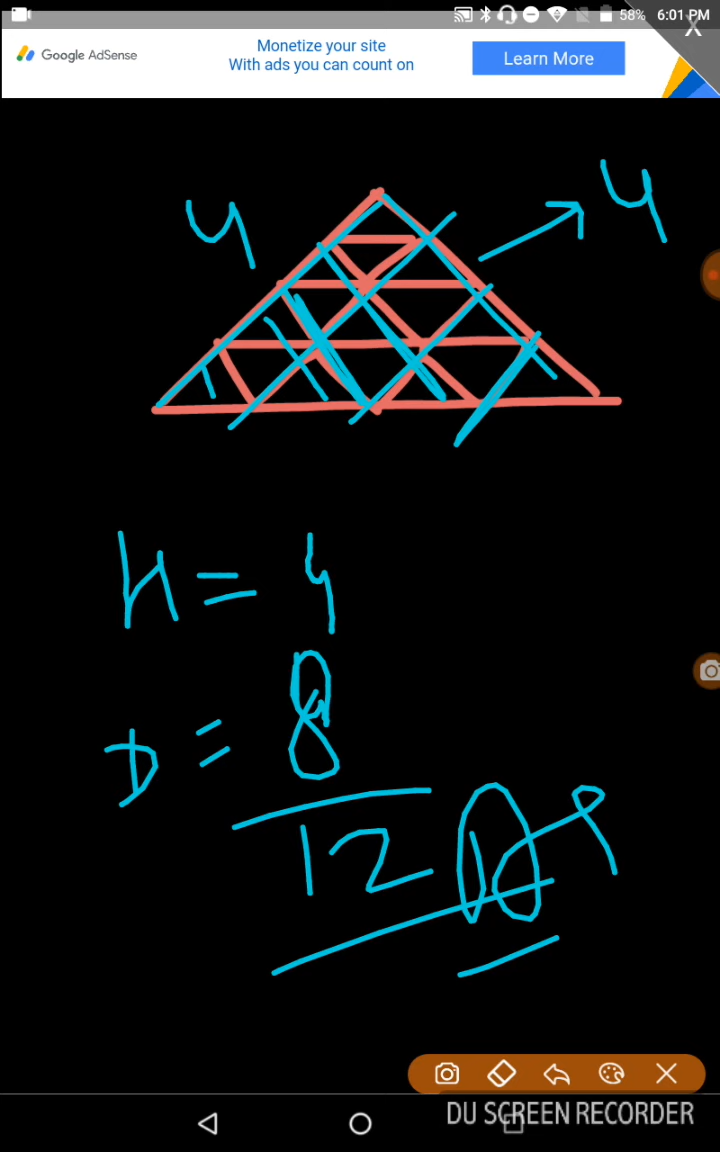 58% 6:01 PM
X
Google AdSense
Monetize your site
With ads you can count on
Learn More
4
4
H = 4
D = 8
12
DU SCREEN RECORDER